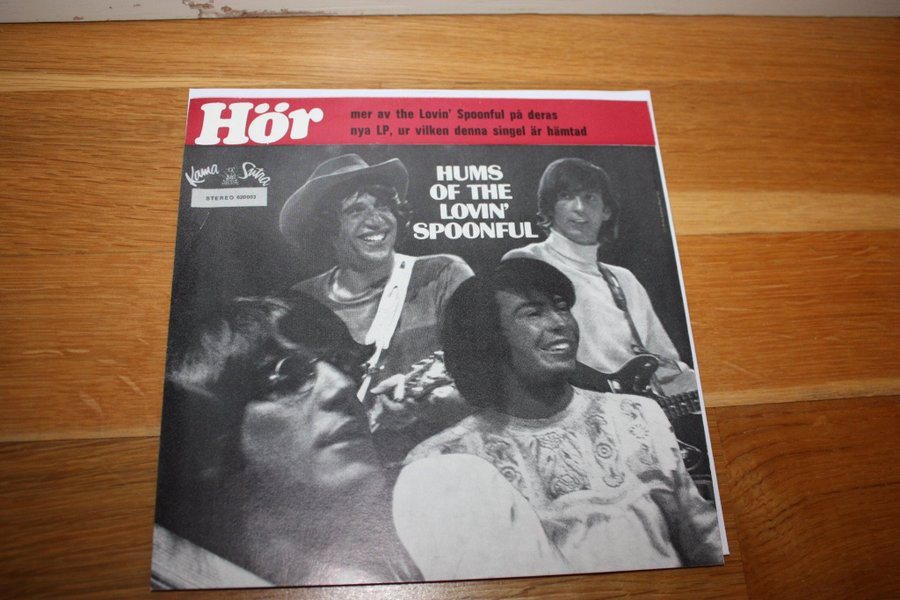 Hör
mer av the Lovin' Spoonful på deras
nya LP, ur vilken denna singel är hämtad
Kama Sutra
STEREO 620003
HUMS
OF THE
LOVIN'
SPOONFUL